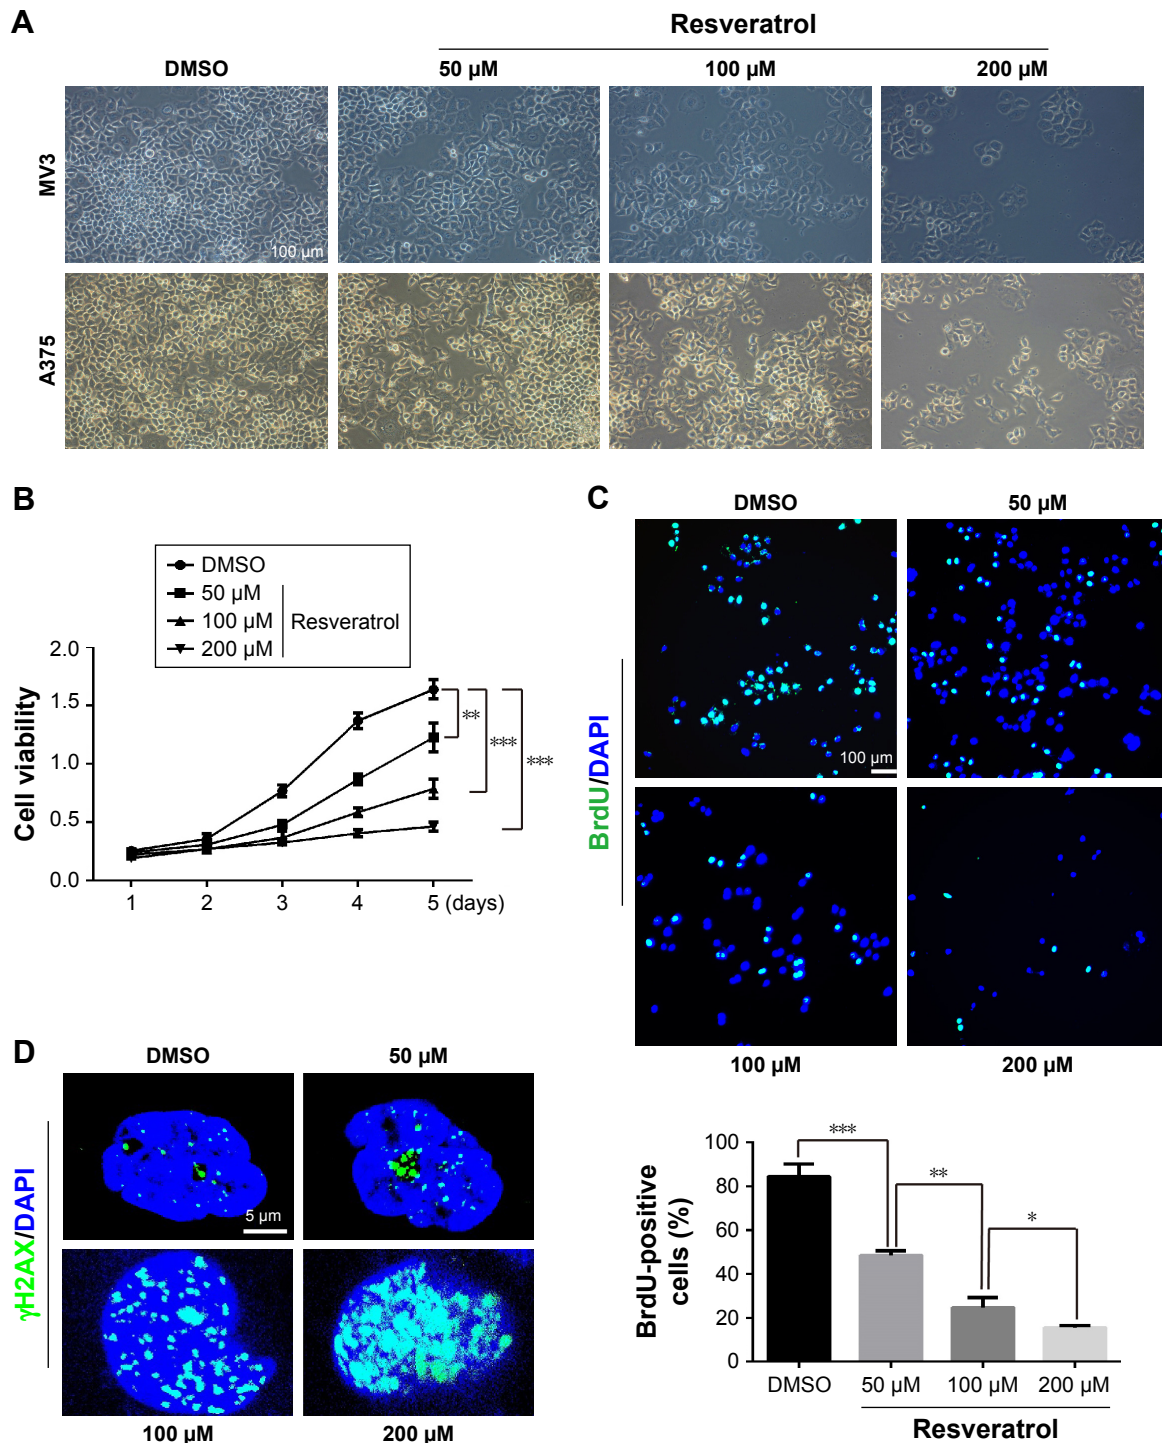 A
Resveratrol
DMSO
50 µM
100 µM
200 µM
MV3
100 µm
A375
B
DMSO
50 µM
100 µM
200 µM
Resveratrol
Cell viability
2.0
1.5
1.0
0.5
0.0
1 2 3 4 5 (days)
**
***
***
C
DMSO
50 µM
BrdU/DAPI
100 µm
100 µM
200 µM
BrdU-positive
cells (%)
100
80
60
40
20
0
***
**
*
DMSO
50 µM
100 µM
200 µM
Resveratrol
D
DMSO
50 µM
γH2AX/DAPI
5 µm
100 µM
200 µM